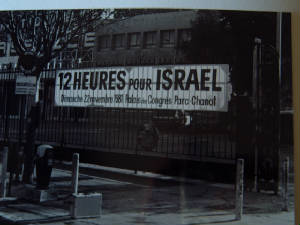 12 HEURES POUR ISRAEL
Dimanche 22 novembre 1981 Palais des Congrès Parc Chanot